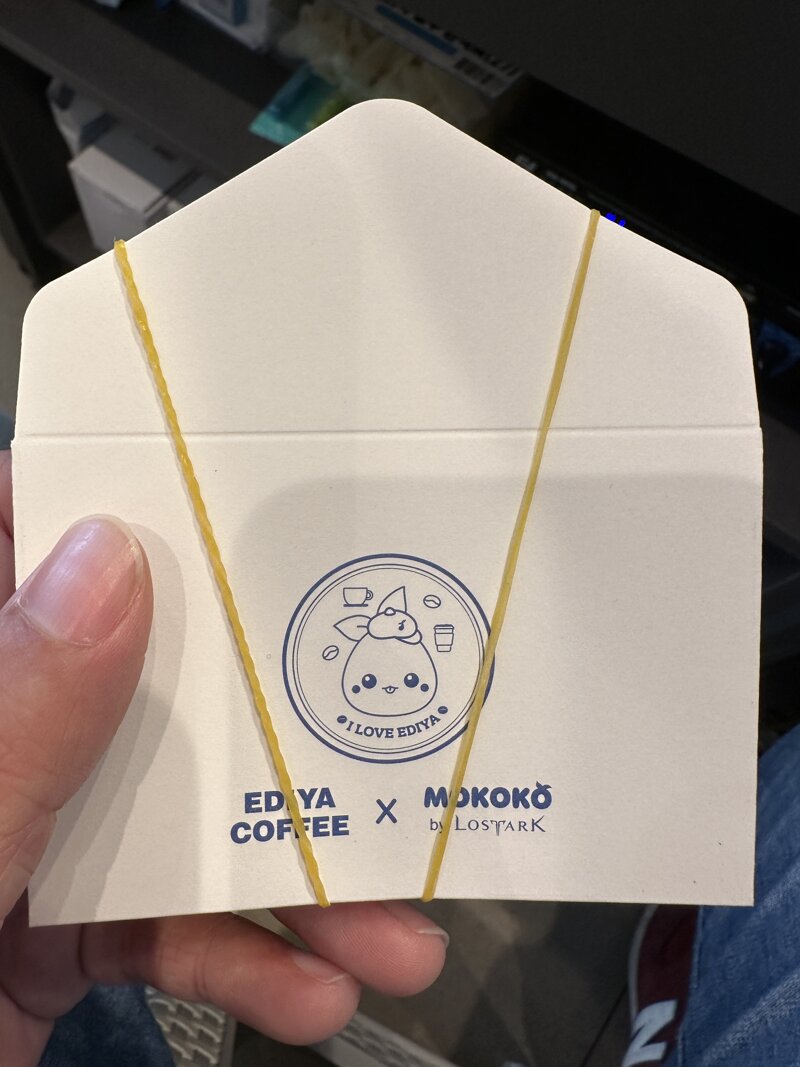 I LOVE EDIYA
EDIYA
COFFEE
X
MOKOKO
by LOSTARK